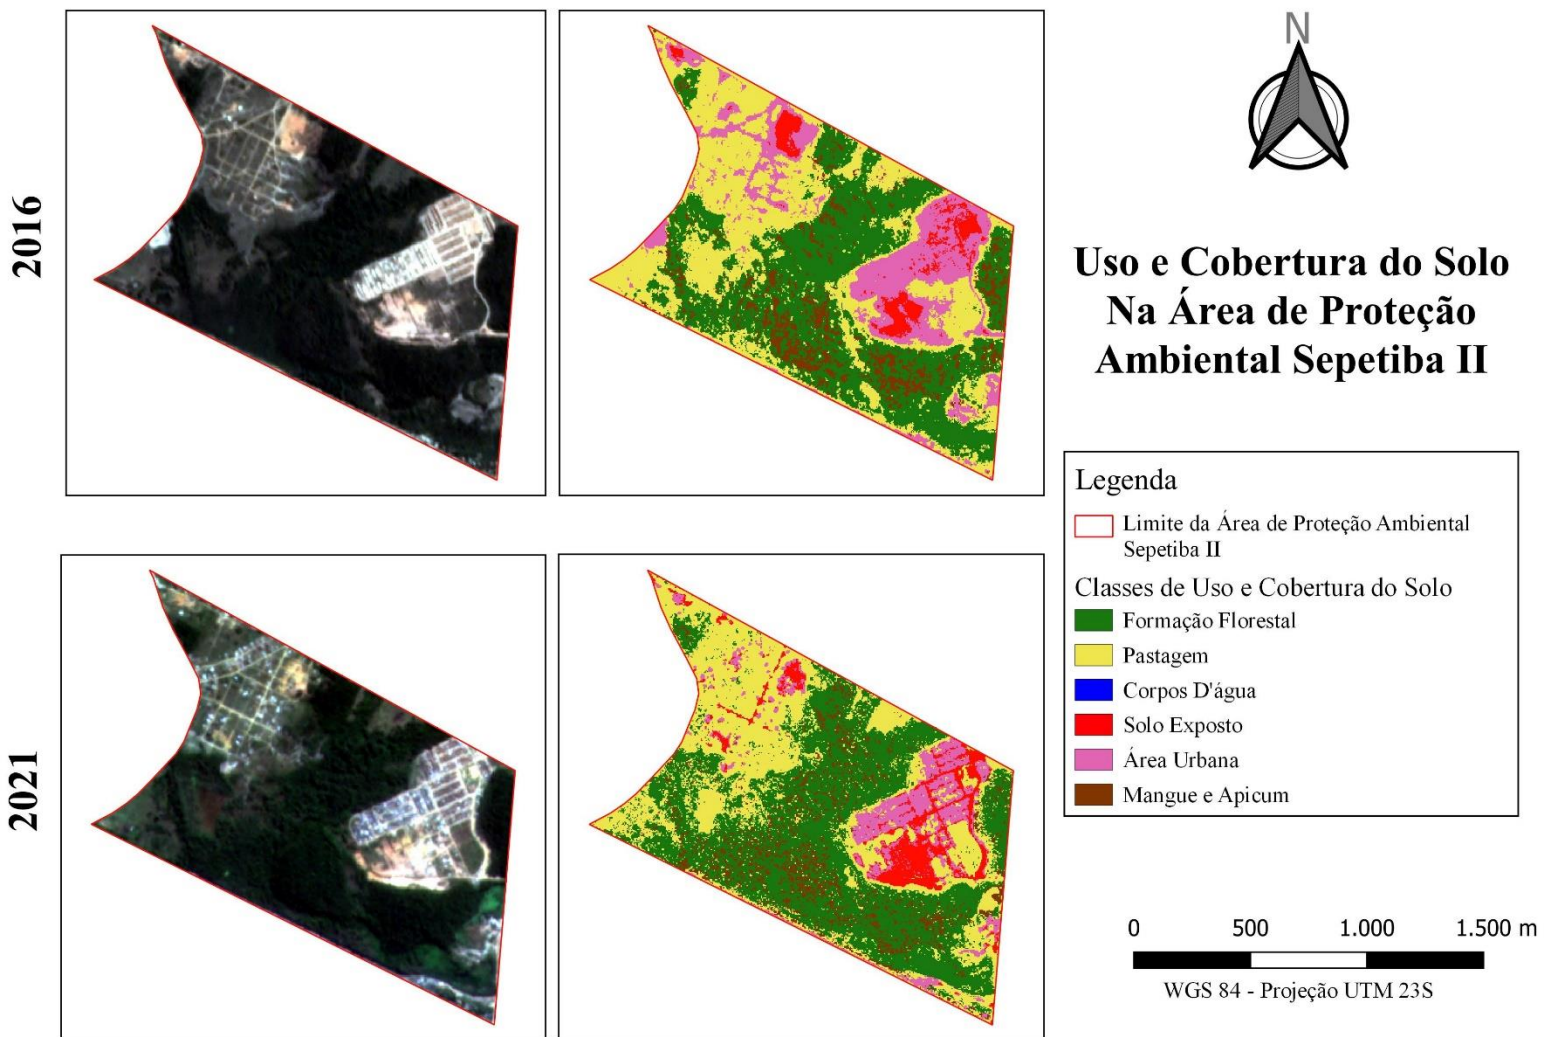 2016
2021
N
Uso e Cobertura do Solo
Na Área de Proteção
Ambiental Sepetiba II
Legenda
Limite da Área de Proteção Ambiental
Sepetiba II
Classes de Uso e Cobertura do Solo
Formação Florestal
Pastagem
Corpos D'água
Solo Exposto
Área Urbana
Mangue e Apicum
0 500 1.000 1.500 m
WGS 84 - Projeção UTM 23S